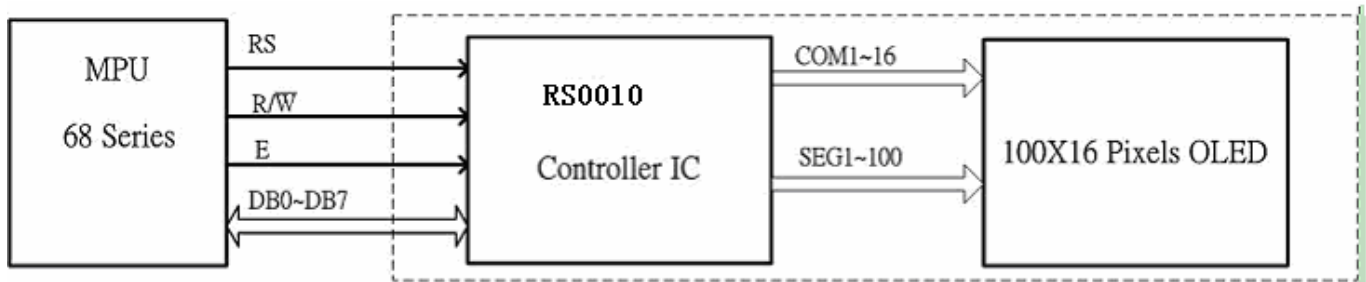 MPU
68 Series
RS
R/W̅
E
DB0~DB7
RS0010
Controller IC
COM1~16
SEG1~100
100X16 Pixels OLED